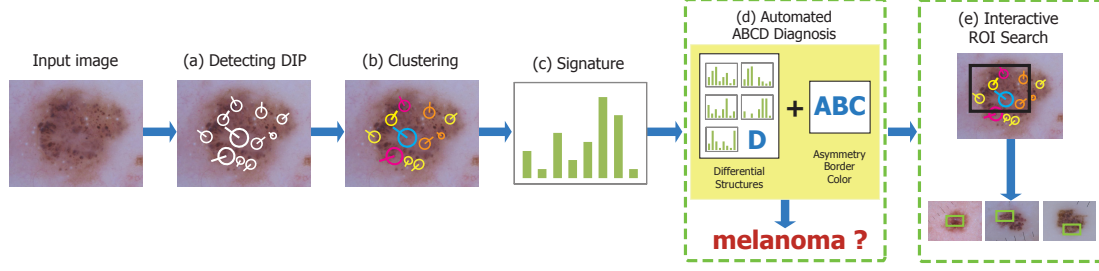 Input image
(a) Detecting DIP
(b) Clustering
(c) Signature
(d) Automated
ABCD Diagnosis
D
+
ABC
Differential
Structures
Asymmetry
Border
Color
melanoma ?
(e) Interactive
ROI Search